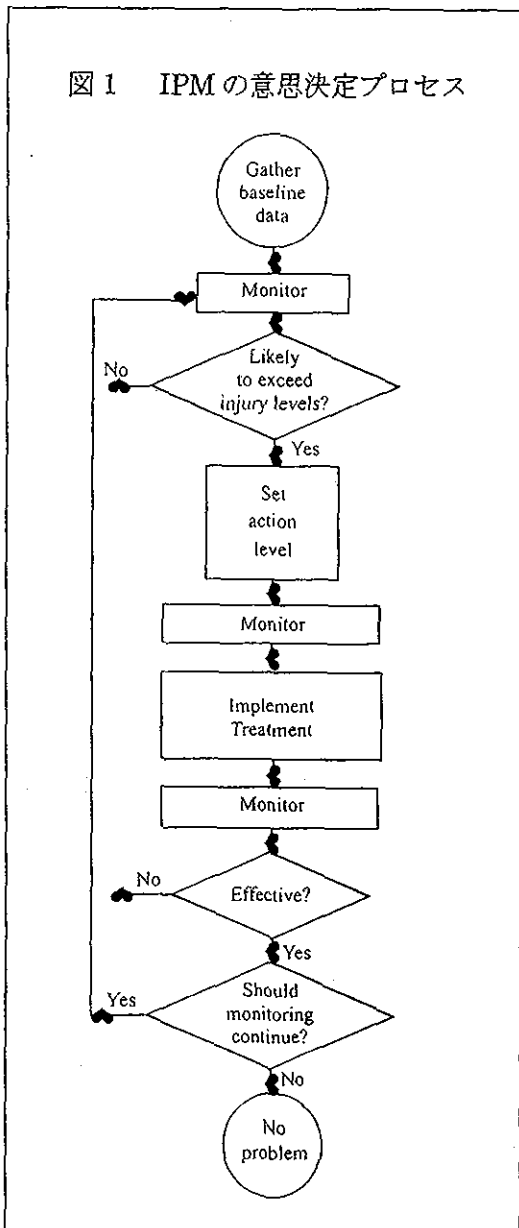 図1 IPMの意思決定プロセス
Gather
baseline
data
Monitor
Likely
to exceed
injury levels?
No
Yes
Set
action
level
Monitor
Implement
Treatment
Monitor
Effective?
No
Yes
Should
monitoring
continue?
Yes
No
No
problem